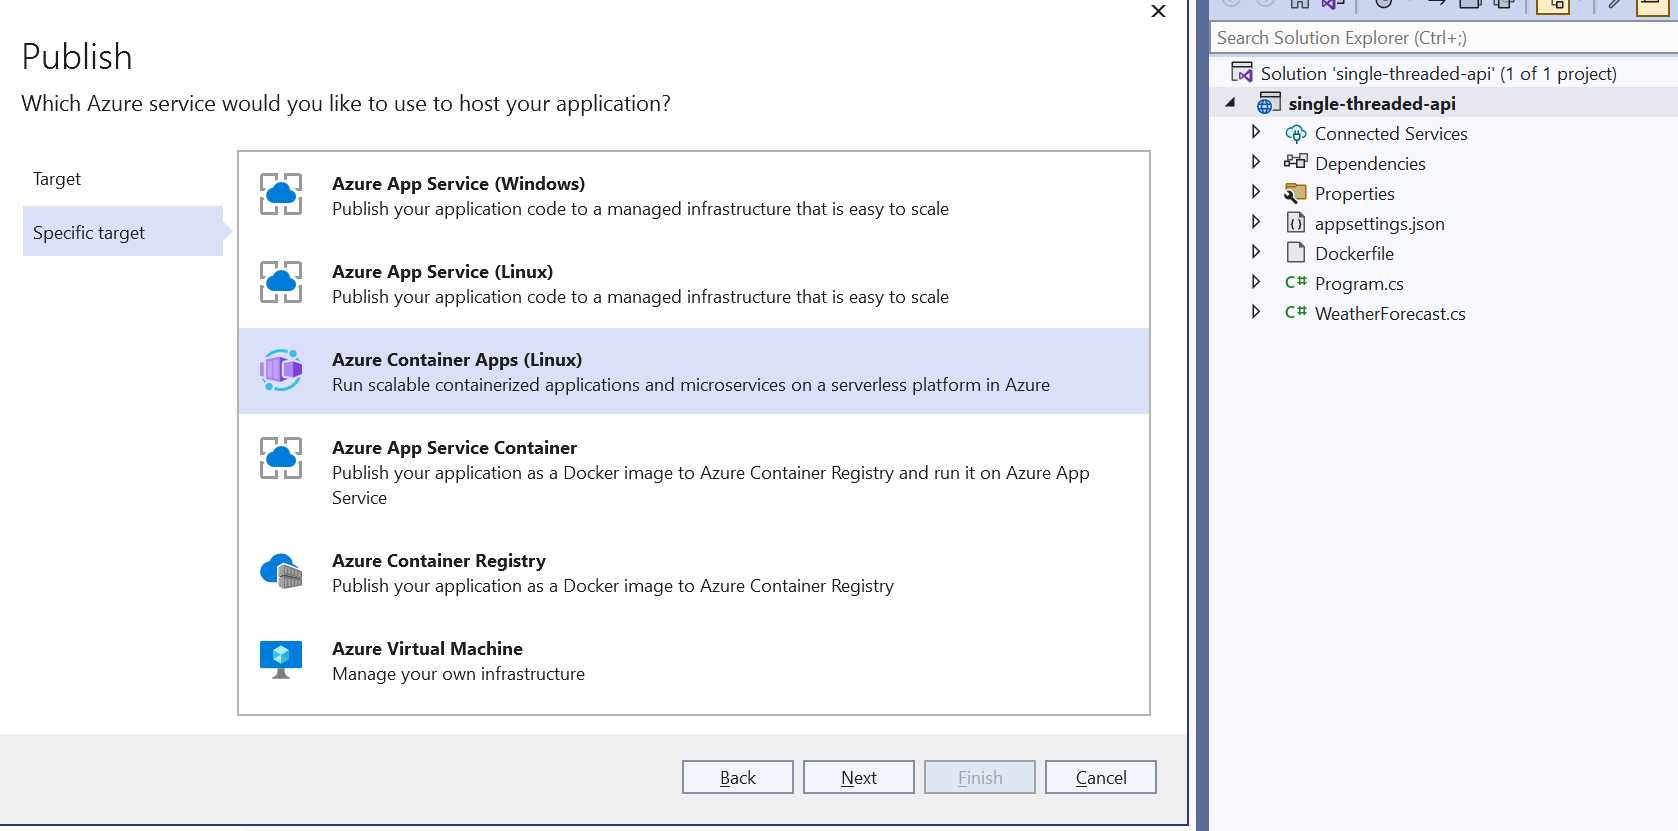 Publish
Which Azure service would you like to use to host your application?
Target
Specific target
Azure App Service (Windows)
Publish your application code to a managed infrastructure that is easy to scale
Azure App Service (Linux)
Publish your application code to a managed infrastructure that is easy to scale
Azure Container Apps (Linux)
Run scalable containerized applications and microservices on a serverless platform in Azure
Azure App Service Container
Publish your application as a Docker image to Azure Container Registry and run it on Azure App
Service
Azure Container Registry
Publish your application as a Docker image to Azure Container Registry
Azure Virtual Machine
Manage your own infrastructure
Back
Next
Finish
Cancel
Search Solution Explorer (Ctrl+;)
Solution 'single-threaded-api' (1 of 1 project)
single-threaded-api
Connected Services
Dependencies
Properties
appsettings.json
Dockerfile
C# Program.cs
C# WeatherForecast.cs